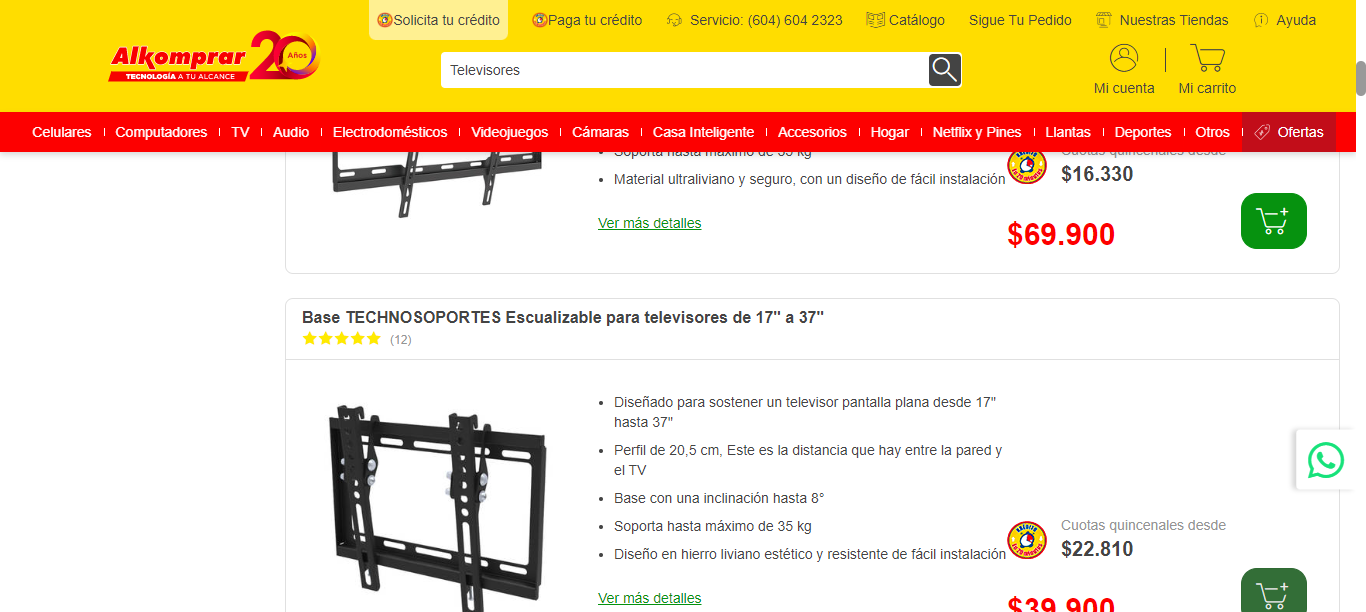 Solicita tu crédito
Paga tu crédito
Servicio: (604) 604 2323
Catálogo
Sigue Tu Pedido
Nuestras Tiendas
Ayuda
Alkomprar 20 Años
TECNOLOGÍA A TU ALCANCE
Televisores
Mi cuenta
Mi carrito
Celulares
Computadores
TV
Audio
Electrodomésticos
Videojuegos
Cámaras
Casa Inteligente
Accesorios
Hogar
Netflix y Pines
Llantas
Deportes
Otros
Ofertas
Soporta hasta máximo de 35 kg
Material ultraliviano y seguro, con un diseño de fácil instalación
Ver más detalles
Cuotas quincenales desde
$16.330
$69.900
Base TECHNOSOPORTES Escualizable para televisores de 17" a 37"
(12)
Diseñado para sostener un televisor pantalla plana desde 17"
hasta 37"
Perfil de 20,5 cm, Este es la distancia que hay entre la pared y
el TV
Base con una inclinación hasta 8°
Soporta hasta máximo de 35 kg
Diseño en hierro liviano estético y resistente de fácil instalación
Ver más detalles
Cuotas quincenales desde
$22.810
$39.900